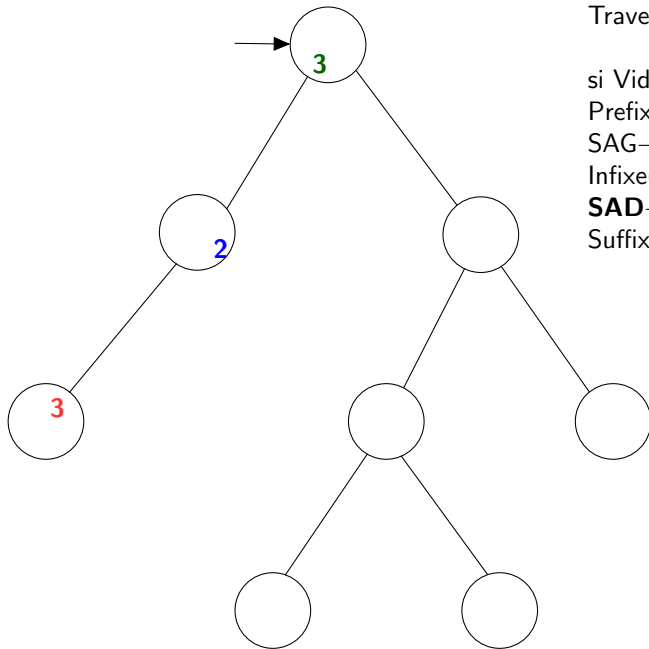 Trave
si Vid
Prefix
SAG–
Infixe
SAD–
Suffix
3
2
3